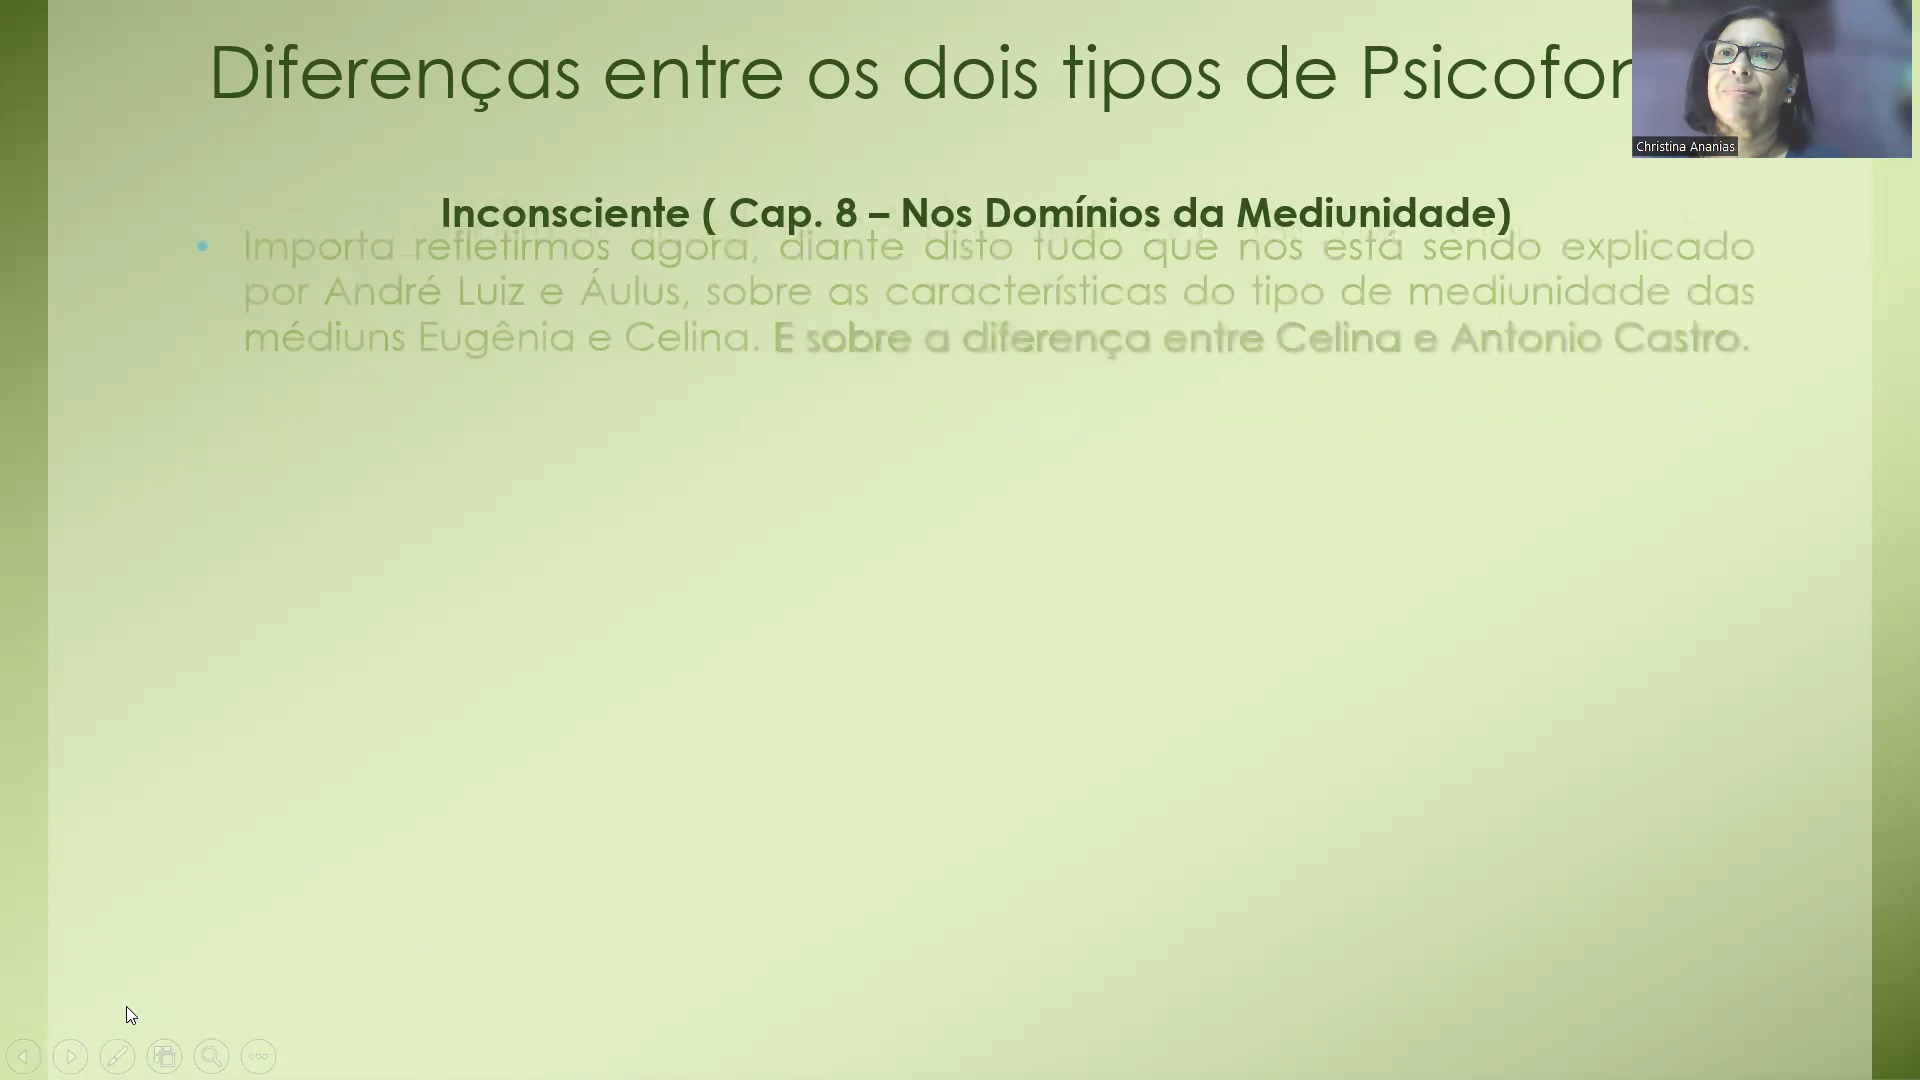 Diferenças entre os dois tipos de Psicofon
Christina Ananias
Inconsciente ( Cap. 8 – Nos Domínios da Mediunidade)
• Importa refletirmos agora, diante disto tudo que nos está sendo explicado
por André Luiz e Áulus, sobre as características do tipo de mediunidade das
médiuns Eugênia e Celina. E sobre a diferença entre Celina e Antonio Castro.